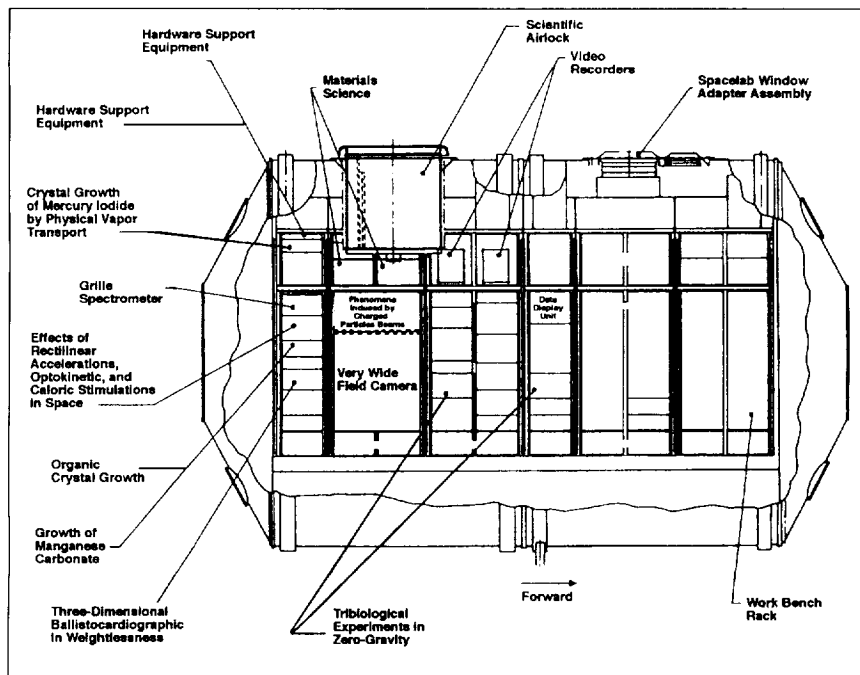 Hardware Support
Equipment
Scientific
Airlock
Video
Recorders
Materials
Science
Spacelab Window
Adapter Assembly
Hardware Support
Equipment
Crystal Growth
of Mercury Iodide
by Physical Vapor
Transport
Grille
Spectrometer
Phenomena
Induced by
Charged
Particles Beams
Data
Display
Unit
Effects of
Rectilinear
Accelerations,
Optokinetic, and
Caloric Stimulations
in Space
Very Wide
Field Camera
Organic
Crystal Growth
Growth of
Manganese
Carbonate
Forward
Three-Dimensional
Ballistocardiographic
in Weightlessness
Tribiological
Experiments in
Zero-Gravity
Work Bench
Rack